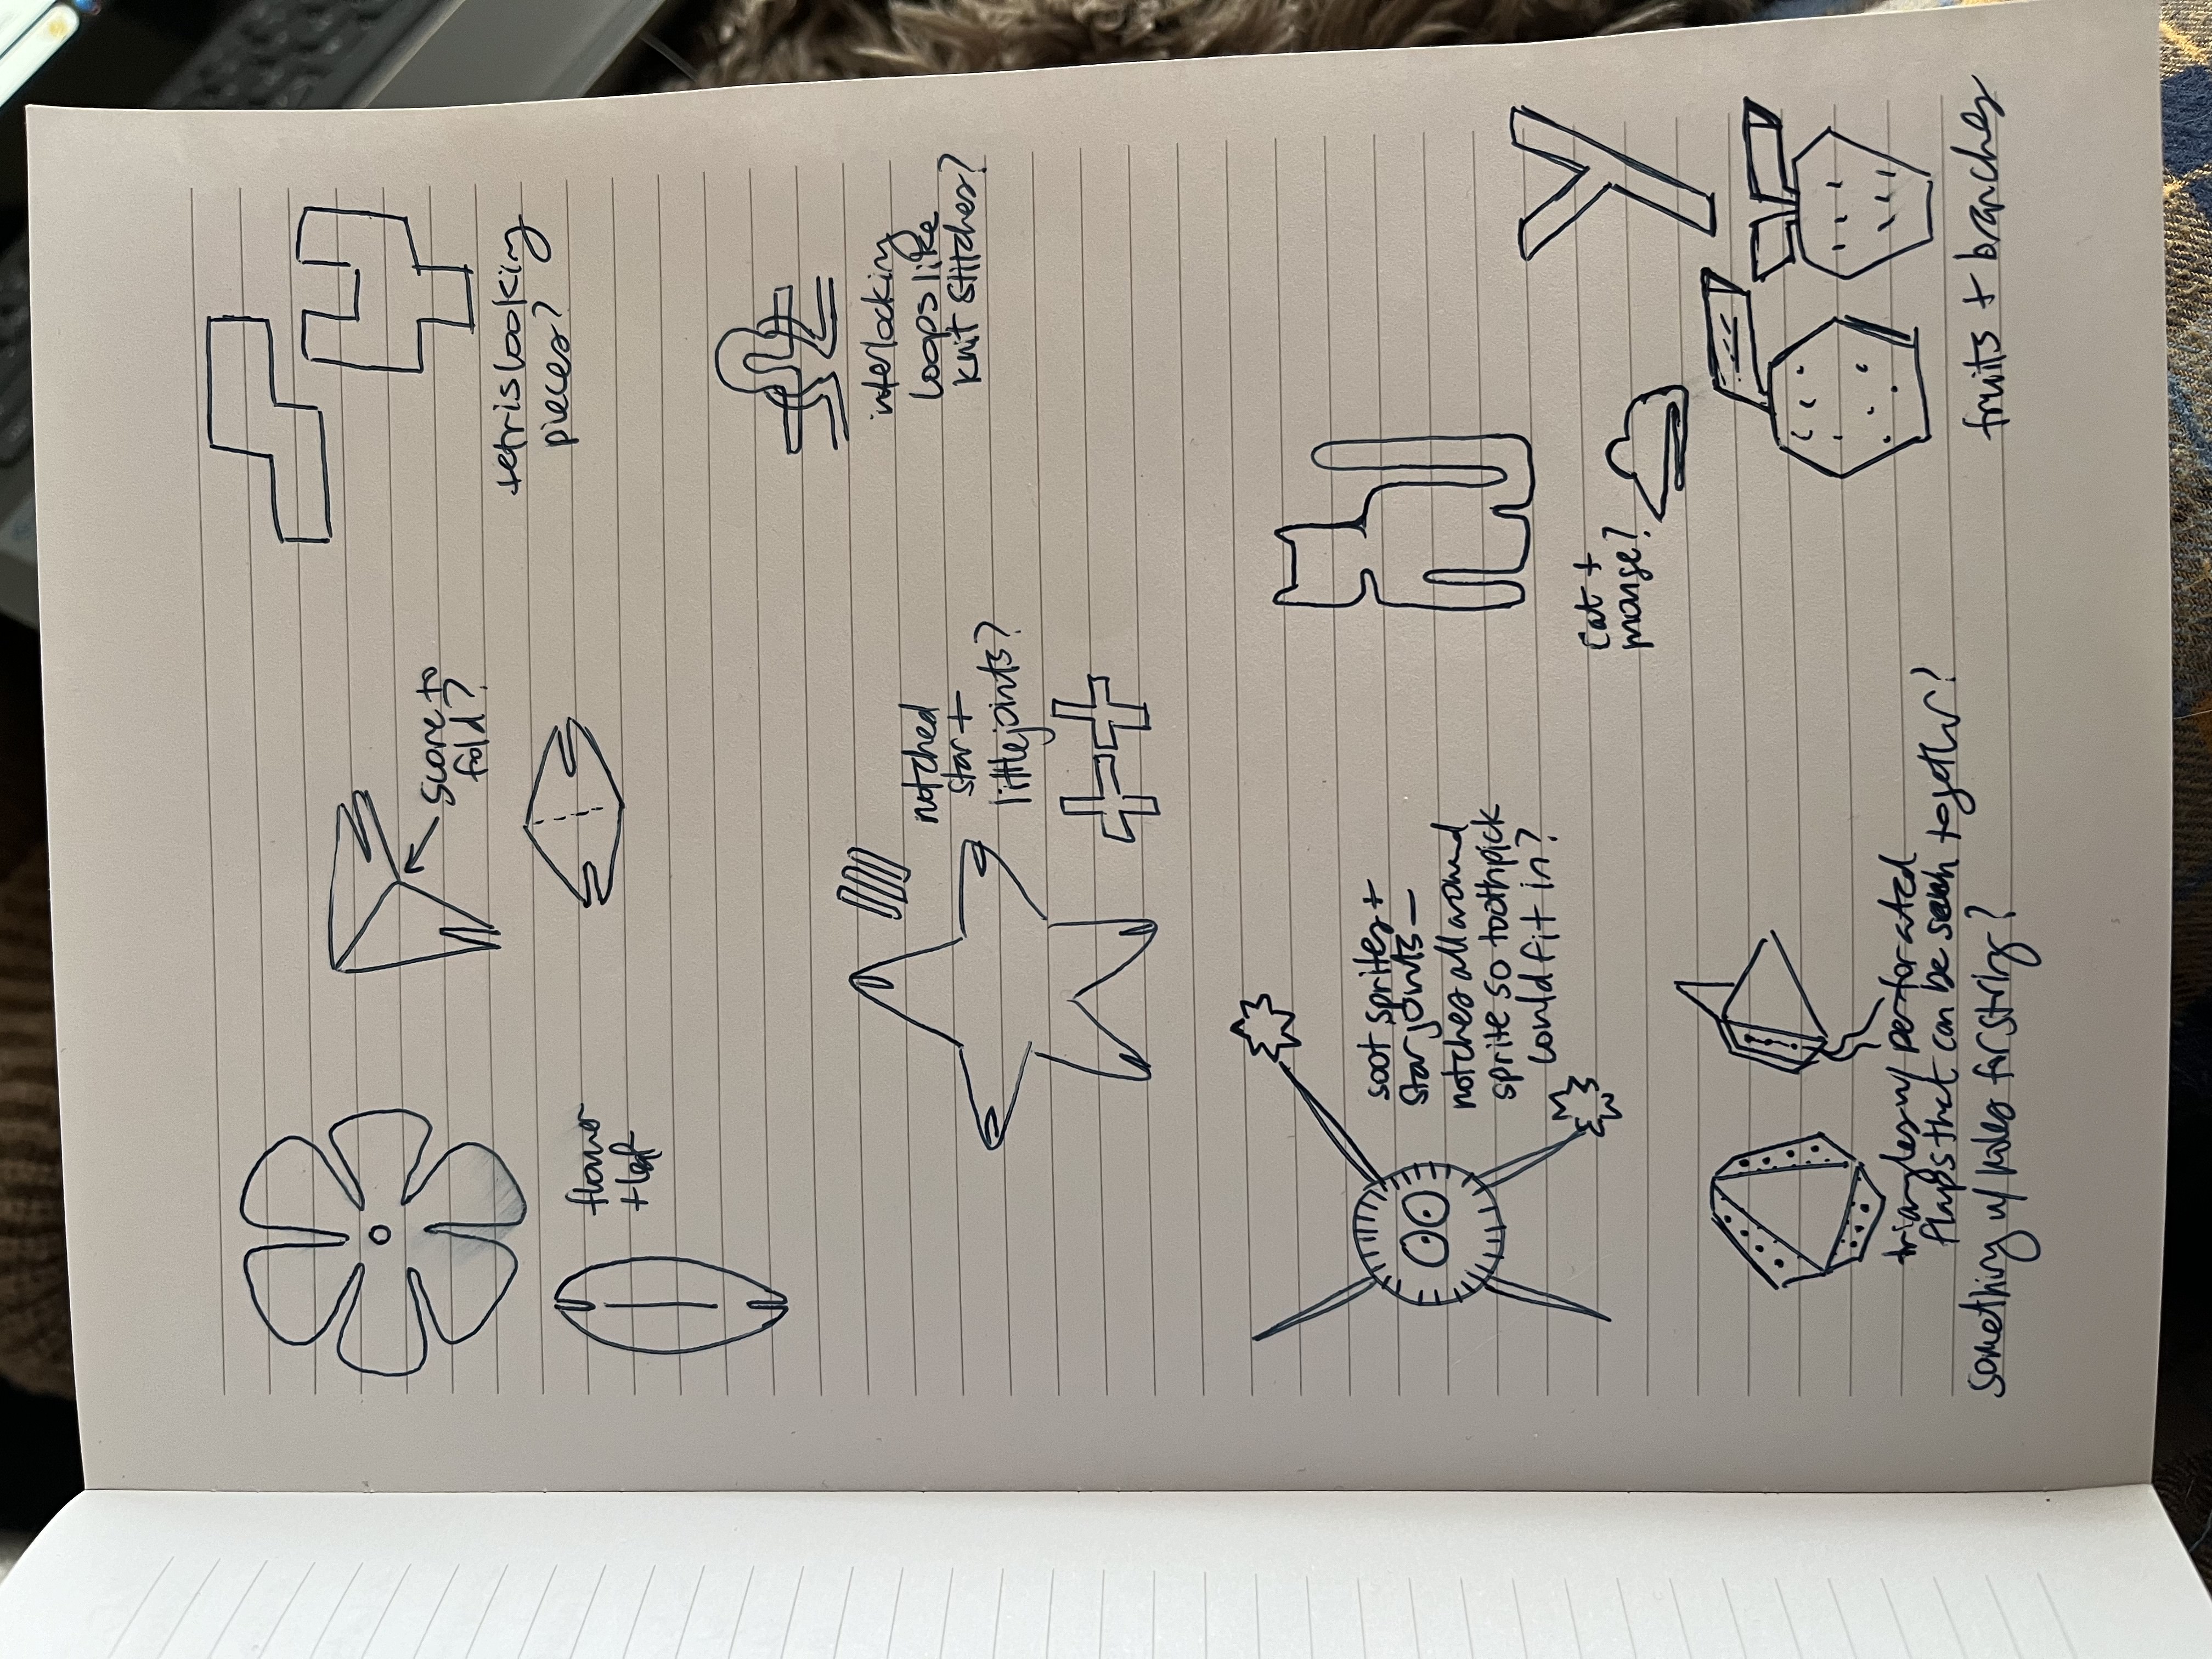 score to
fold?
tetris looking
pieces?
flower
+ leaf
interlocking
loops like
knit stitches?
notched
star +
little joints?
soot sprites +
star joints —
notches all around
sprite so toothpick
could fit in?
cat +
mouse?
triangles w/ perforated
flaps that can be together?
something w/ holes for string?
fruits + branches